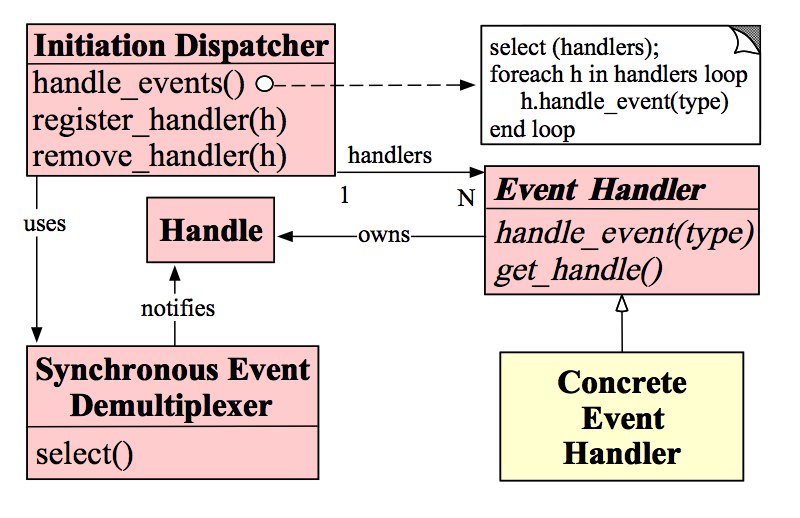 Initiation Dispatcher
handle_events()
register_handler(h)
remove_handler(h)
select (handlers);
foreach h in handlers loop
h.handle_event(type)
end loop
handlers
1
N
Event Handler
handle_event(type)
get_handle()
uses
Handle
owns
notifies
Synchronous Event
Demultiplexer
select()
Concrete
Event
Handler